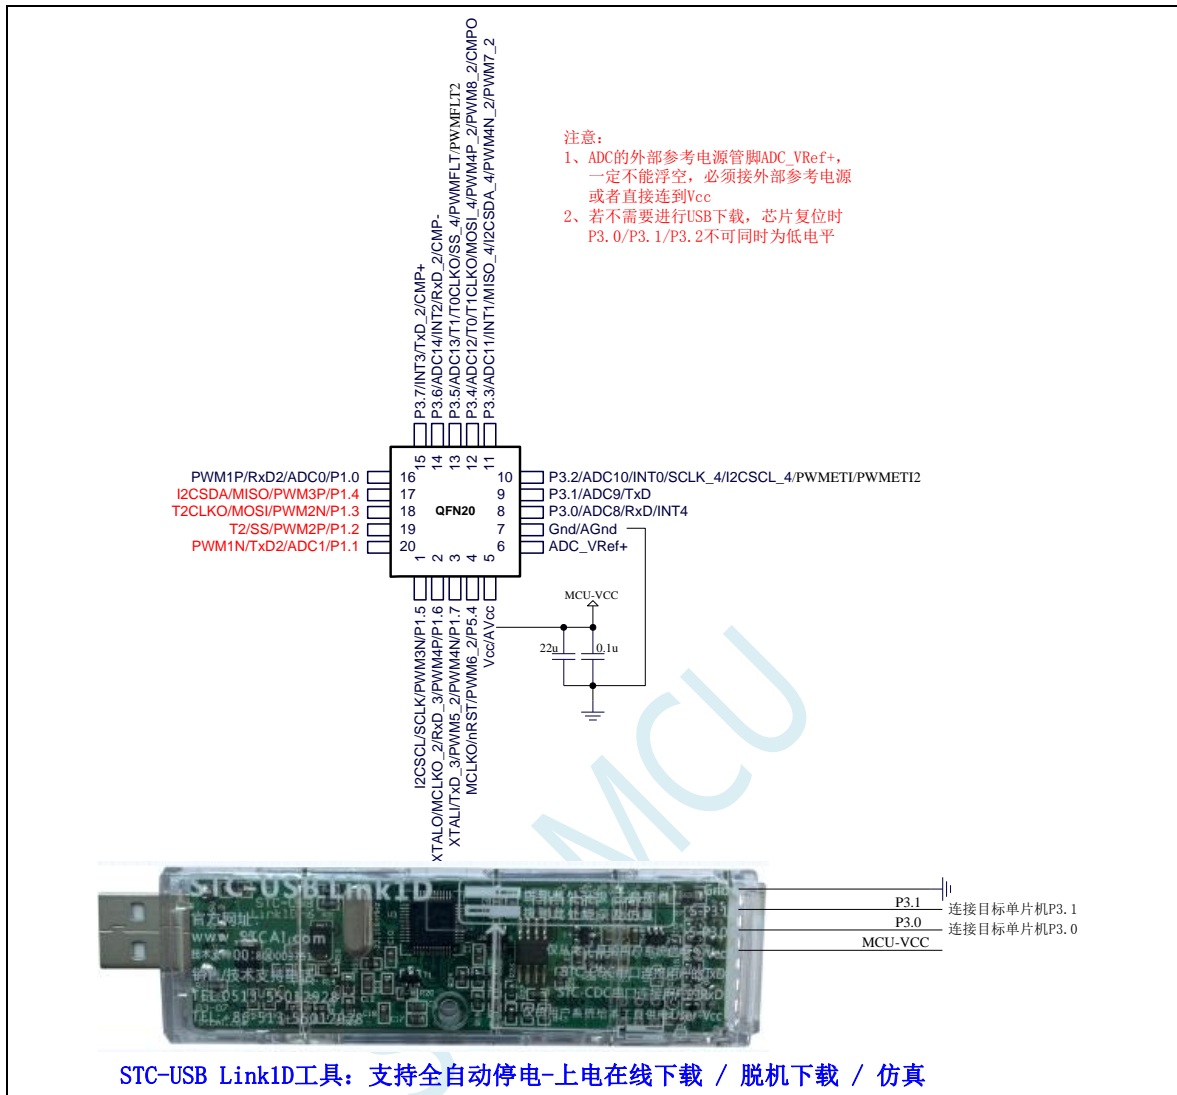 P3.7/INT3/TxD_2/CMP+
P3.6/ADC14/INT2/RxD_2/CMP-
P3.5/ADC13/T1/T0CLKO/SS_4/PWMFLT/PWMFLT2
P3.4/ADC12/T0/T1CLKO/MOSI_4/PWM4P_2/PWM8_2/CMPO
P3.3/ADC11/INT1/MISO_4/I2CSDA_4/PWM4N_2/PWM7_2
注意：
1、ADC的外部参考电源管脚ADC_VRef+，
一定不能浮空，必须接外部参考电源
或者直接连到Vcc
2、若不需要进行USB下载，芯片复位时
P3.0/P3.1/P3.2不可同时为低电平
15 14 13 12 11
PWM1P/RxD2/ADC0/P1.0 16
I2CSDA/MISO/PWM3P/P1.4 17
T2CLKO/MOSI/PWM2N/P1.3 18
T2/SS/PWM2P/P1.2 19
PWM1N/TxD2/ADC1/P1.1 20
QFN20
10 P3.2/ADC10/INT0/SCLK_4/I2CSCL_4/PWMETI/PWMETI2
9 P3.1/ADC9/TxD
8 P3.0/ADC8/RxD/INT4
7 Gnd/AGnd
6 ADC_VRef+
1 2 3 4 5
I2CSCL/SCLK/PWM3N/P1.5
XTALO/MCLKO_2/RxD_3/PWM4P/P1.6
XTALI/TxD_3/PWM5_2/PWM4N/P1.7
MCLKO/nRST/PWM6_2/P5.4
Vcc/AVcc
MCU-VCC
22u
0.1u
MCU
STC-USB Link1D
官方网址
www.STCAI.com
Gnd
P3.1
连接目标单片机P3.1
P3.0
连接目标单片机P3.0
MCU-VCC
STC-USB Link1D工具：支持全自动停电-上电在线下载 / 脱机下载 / 仿真